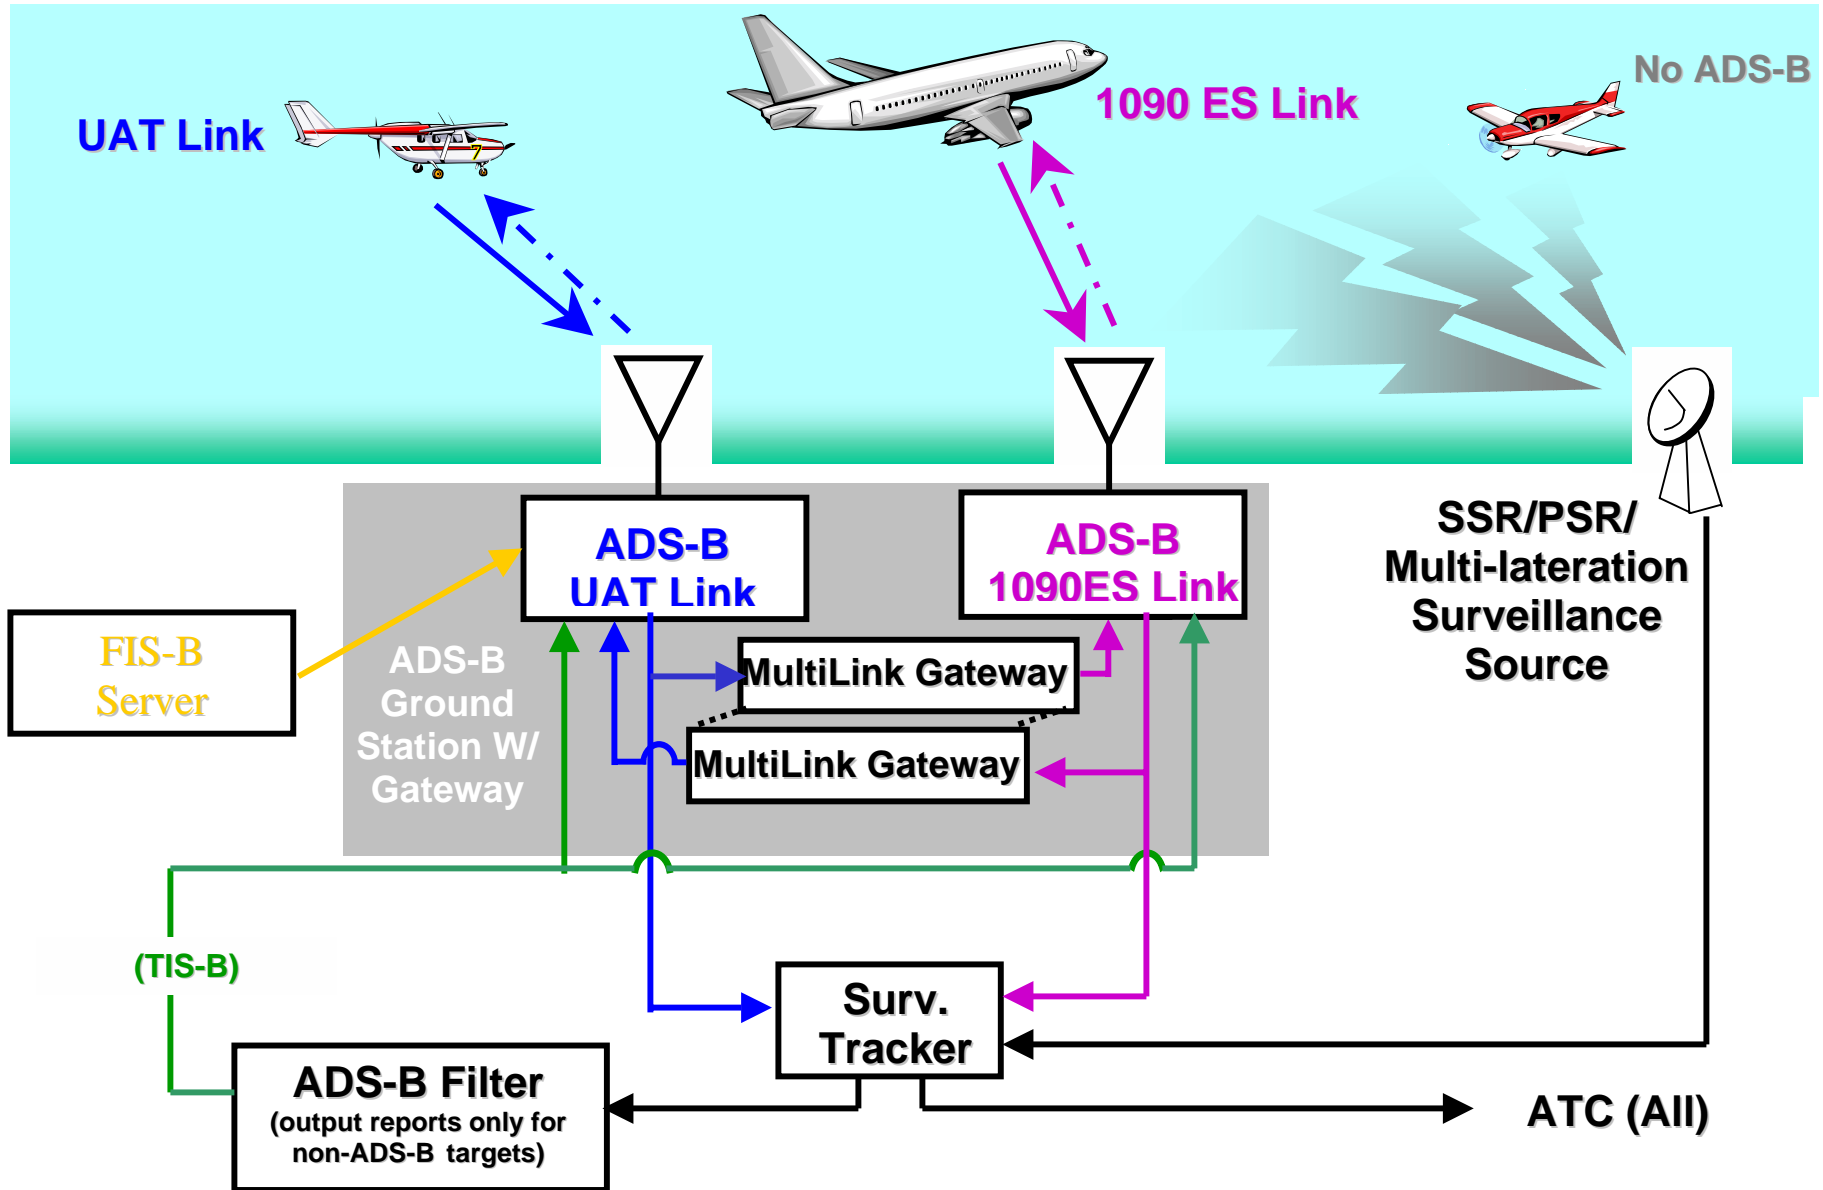 No ADS-B
UAT Link
1090 ES Link
7
ADS-B
UAT Link
ADS-B
1090ES Link
SSR/PSR/
Multi-lateration
Surveillance
Source
FIS-B
Server
ADS-B
Ground
Station W/
Gateway
MultiLink Gateway
MultiLink Gateway
(TIS-B)
Surv.
Tracker
ADS-B Filter
(output reports only for
non-ADS-B targets)
ATC (All)